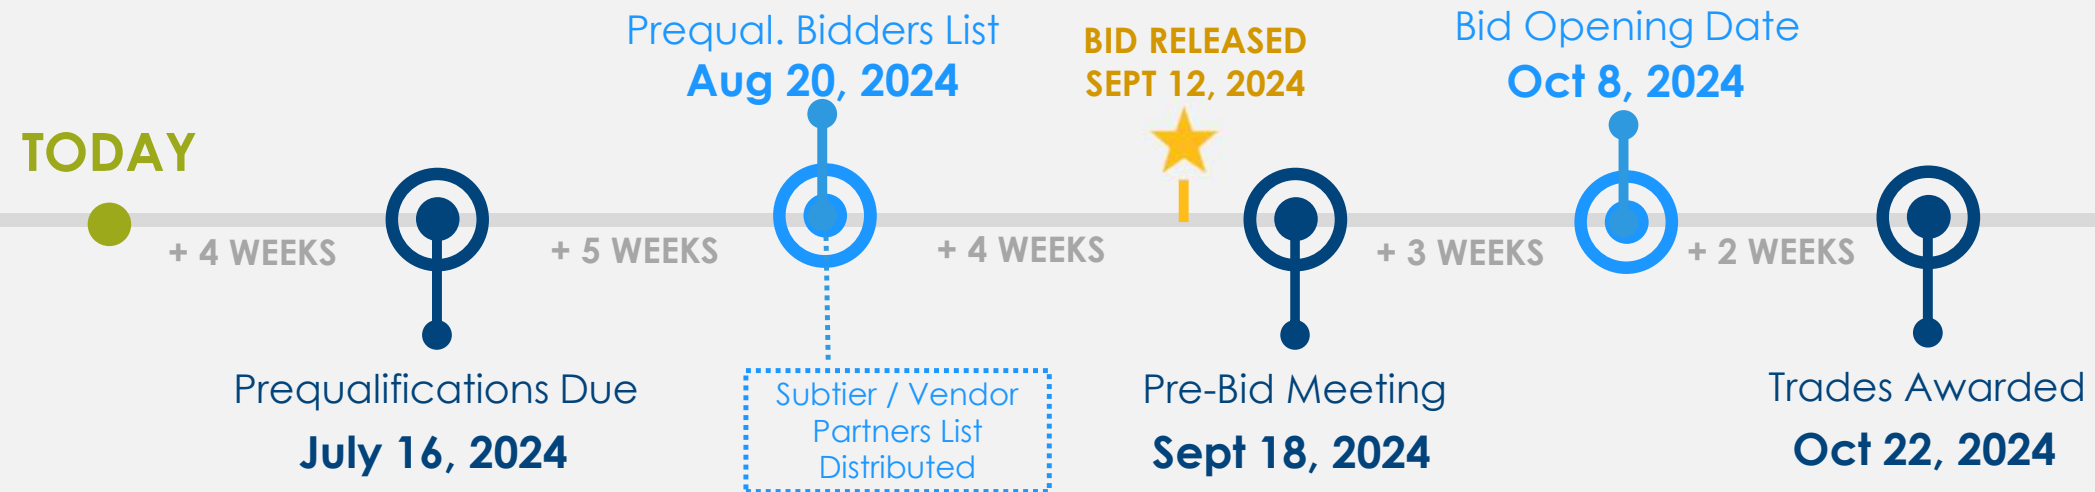 TODAY
+ 4 WEEKS
Prequalifications Due
July 16, 2024
+ 5 WEEKS
Prequal. Bidders List
Aug 20, 2024
Subtier / Vendor
Partners List
Distributed
+ 4 WEEKS
BID RELEASED
SEPT 12, 2024
Pre-Bid Meeting
Sept 18, 2024
+ 3 WEEKS
Bid Opening Date
Oct 8, 2024
+ 2 WEEKS
Trades Awarded
Oct 22, 2024